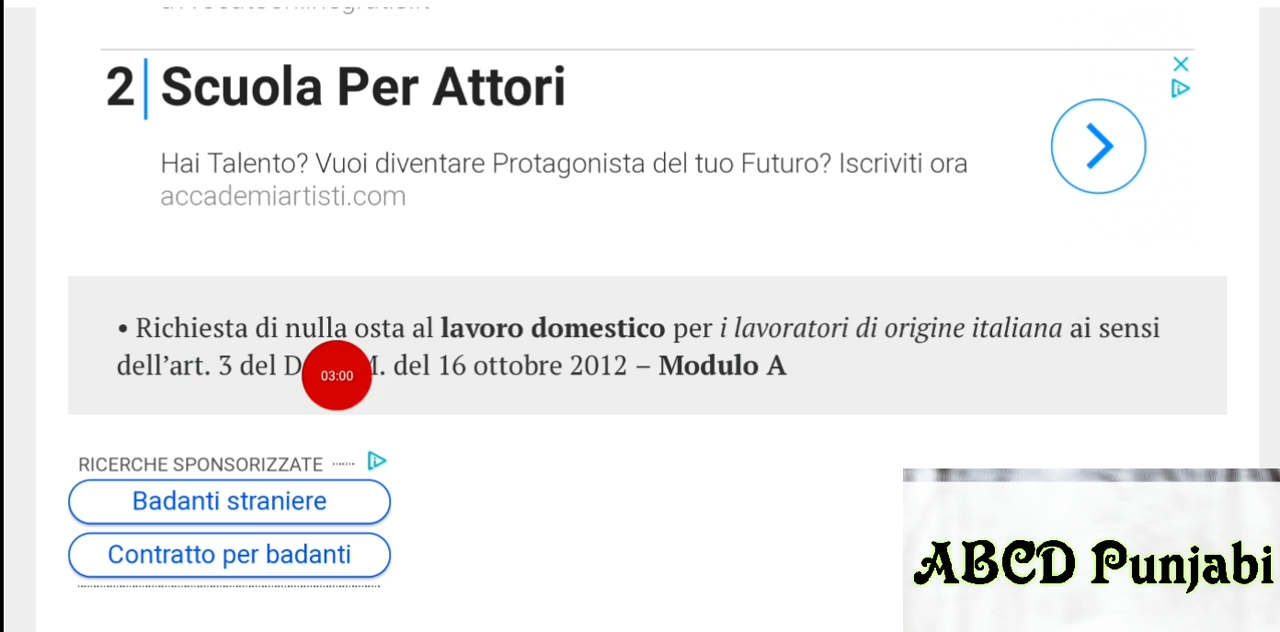 2 Scuola Per Attori
Hai Talento? Vuoi diventare Protagonista del tuo Futuro? Iscriviti ora
accademiartisti.com
• Richiesta di nulla osta al lavoro domestico per i lavoratori di origine italiana ai sensi
dell'art. 3 del del 16 ottobre 2012 – Modulo A
03:00
RICERCHE SPONSORIZZATE
Badanti straniere
Contratto per badanti
ABCD Punjabi